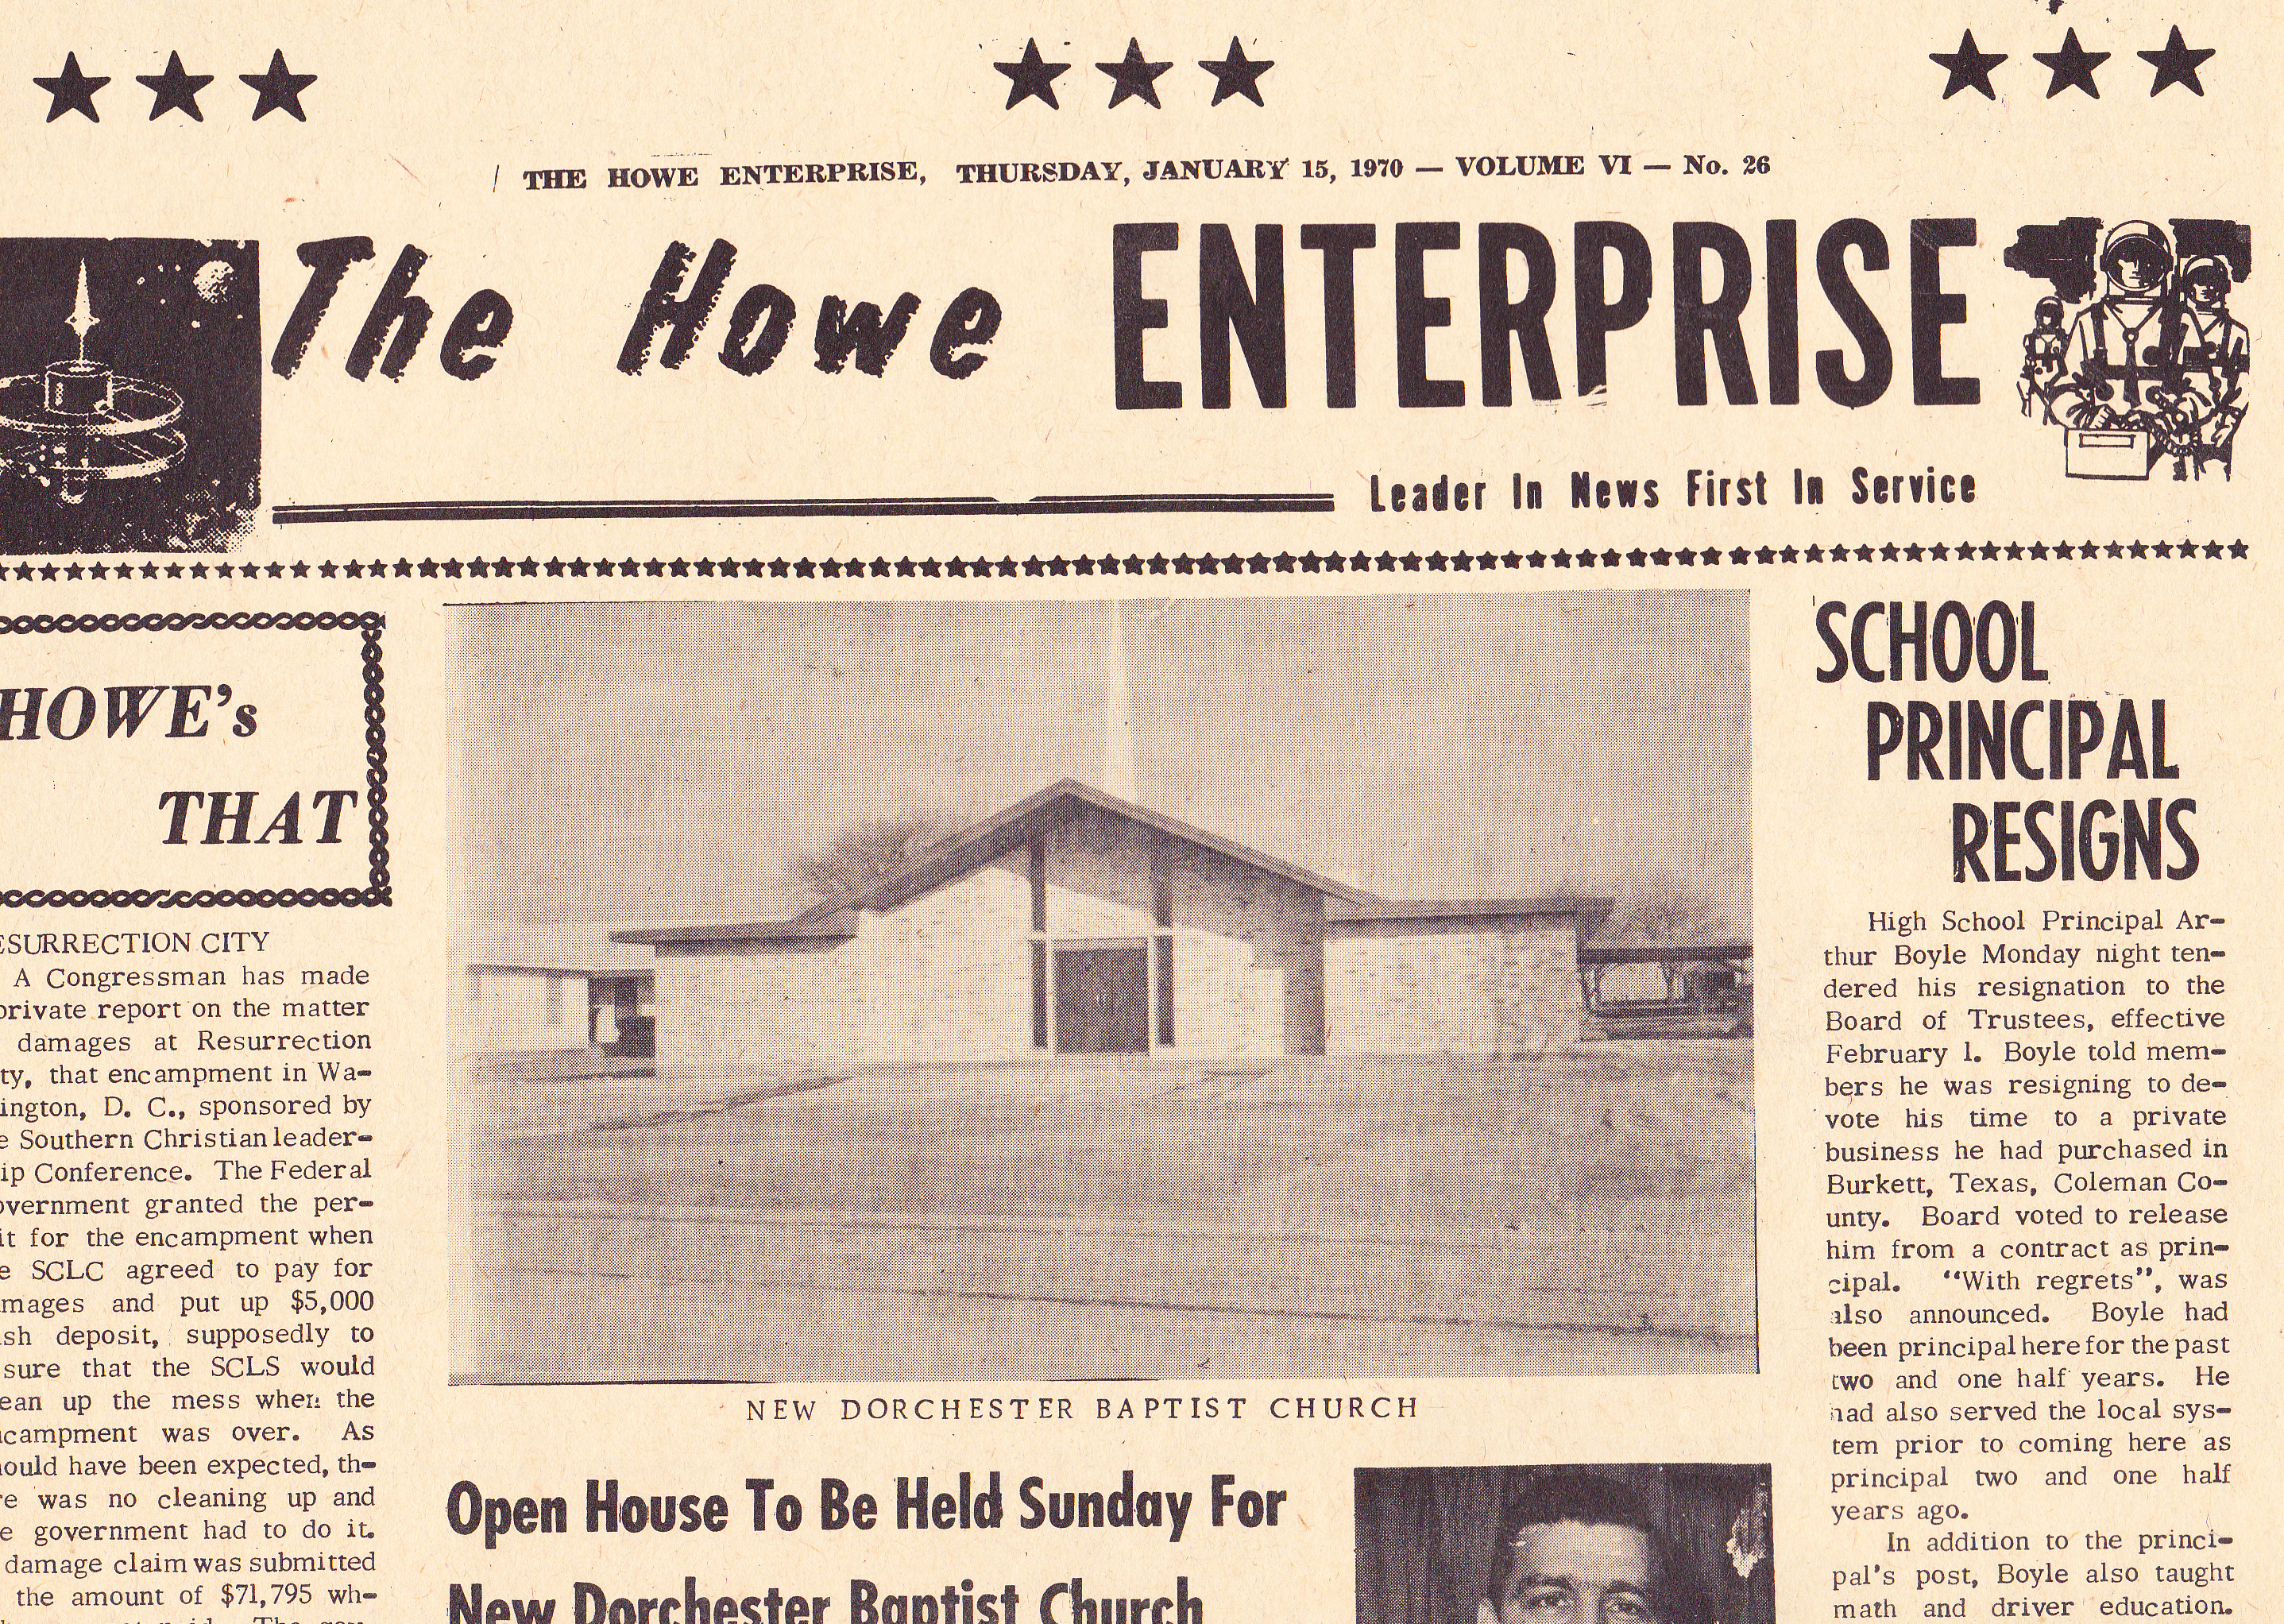 THE HOWE ENTERPRISE, THURSDAY, JANUARY 15, 1970 — VOLUME VI — No. 26
The Howe ENTERPRISE
Leader In News First In Service
HOWE's
THAT
ESURRECTION CITY
A Congressman has made
private report on the matter
damages at Resurrection
ty, that encampment in Wa-
ington, D. C., sponsored by
e Southern Christian leader-
ip Conference. The Federal
overnment granted the per-
it for the encampment when
e SCLC agreed to pay for
mages and put up $5,000
sh deposit, supposedly to
sure that the SCLS would
ean up the mess when the
campment was over. As
ould have been expected, th-
re was no cleaning up and
e government had to do it.
damage claim was submitted
the amount of $71,795 wh-
NEW DORCHESTER BAPTIST CHURCH
Open House To Be Held Sunday For
New Dorchester Baptist Church
SCHOOL
PRINCIPAL
RESIGNS
High School Principal Ar-
thur Boyle Monday night ten-
dered his resignation to the
Board of Trustees, effective
February 1. Boyle told mem-
bers he was resigning to de-
vote his time to a private
business he had purchased in
Burkett, Texas, Coleman Co-
unty. Board voted to release
him from a contract as prin-
cipal. "With regrets", was
also announced. Boyle had
been principal here for the past
two and one half years. He
had also served the local sys-
tem prior to coming here as
principal two and one half
years ago.
In addition to the princi-
pal's post, Boyle also taught
math and driver education.